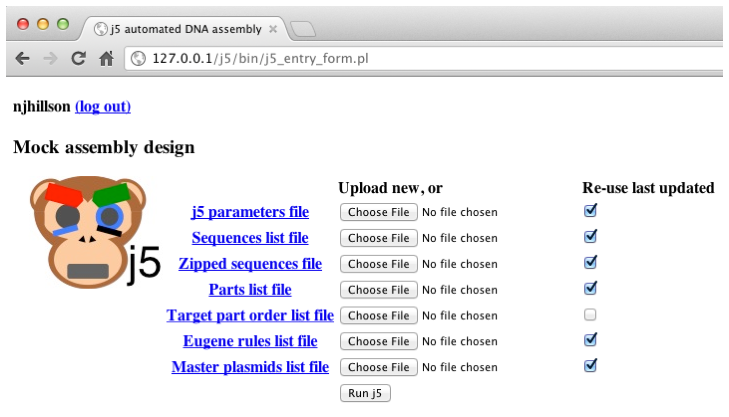 j5 automated DNA assembly
127.0.0.1/j5/bin/j5_entry_form.pl
njhillson (log out)
Mock assembly design
Upload new, or Re-use last updated
j5 parameters file Choose File No file chosen
Sequences list file Choose File No file chosen
Zipped sequences file Choose File No file chosen
Parts list file Choose File No file chosen
Target part order list file Choose File No file chosen
Eugene rules list file Choose File No file chosen
Master plasmids list file Choose File No file chosen
j5
Run j5